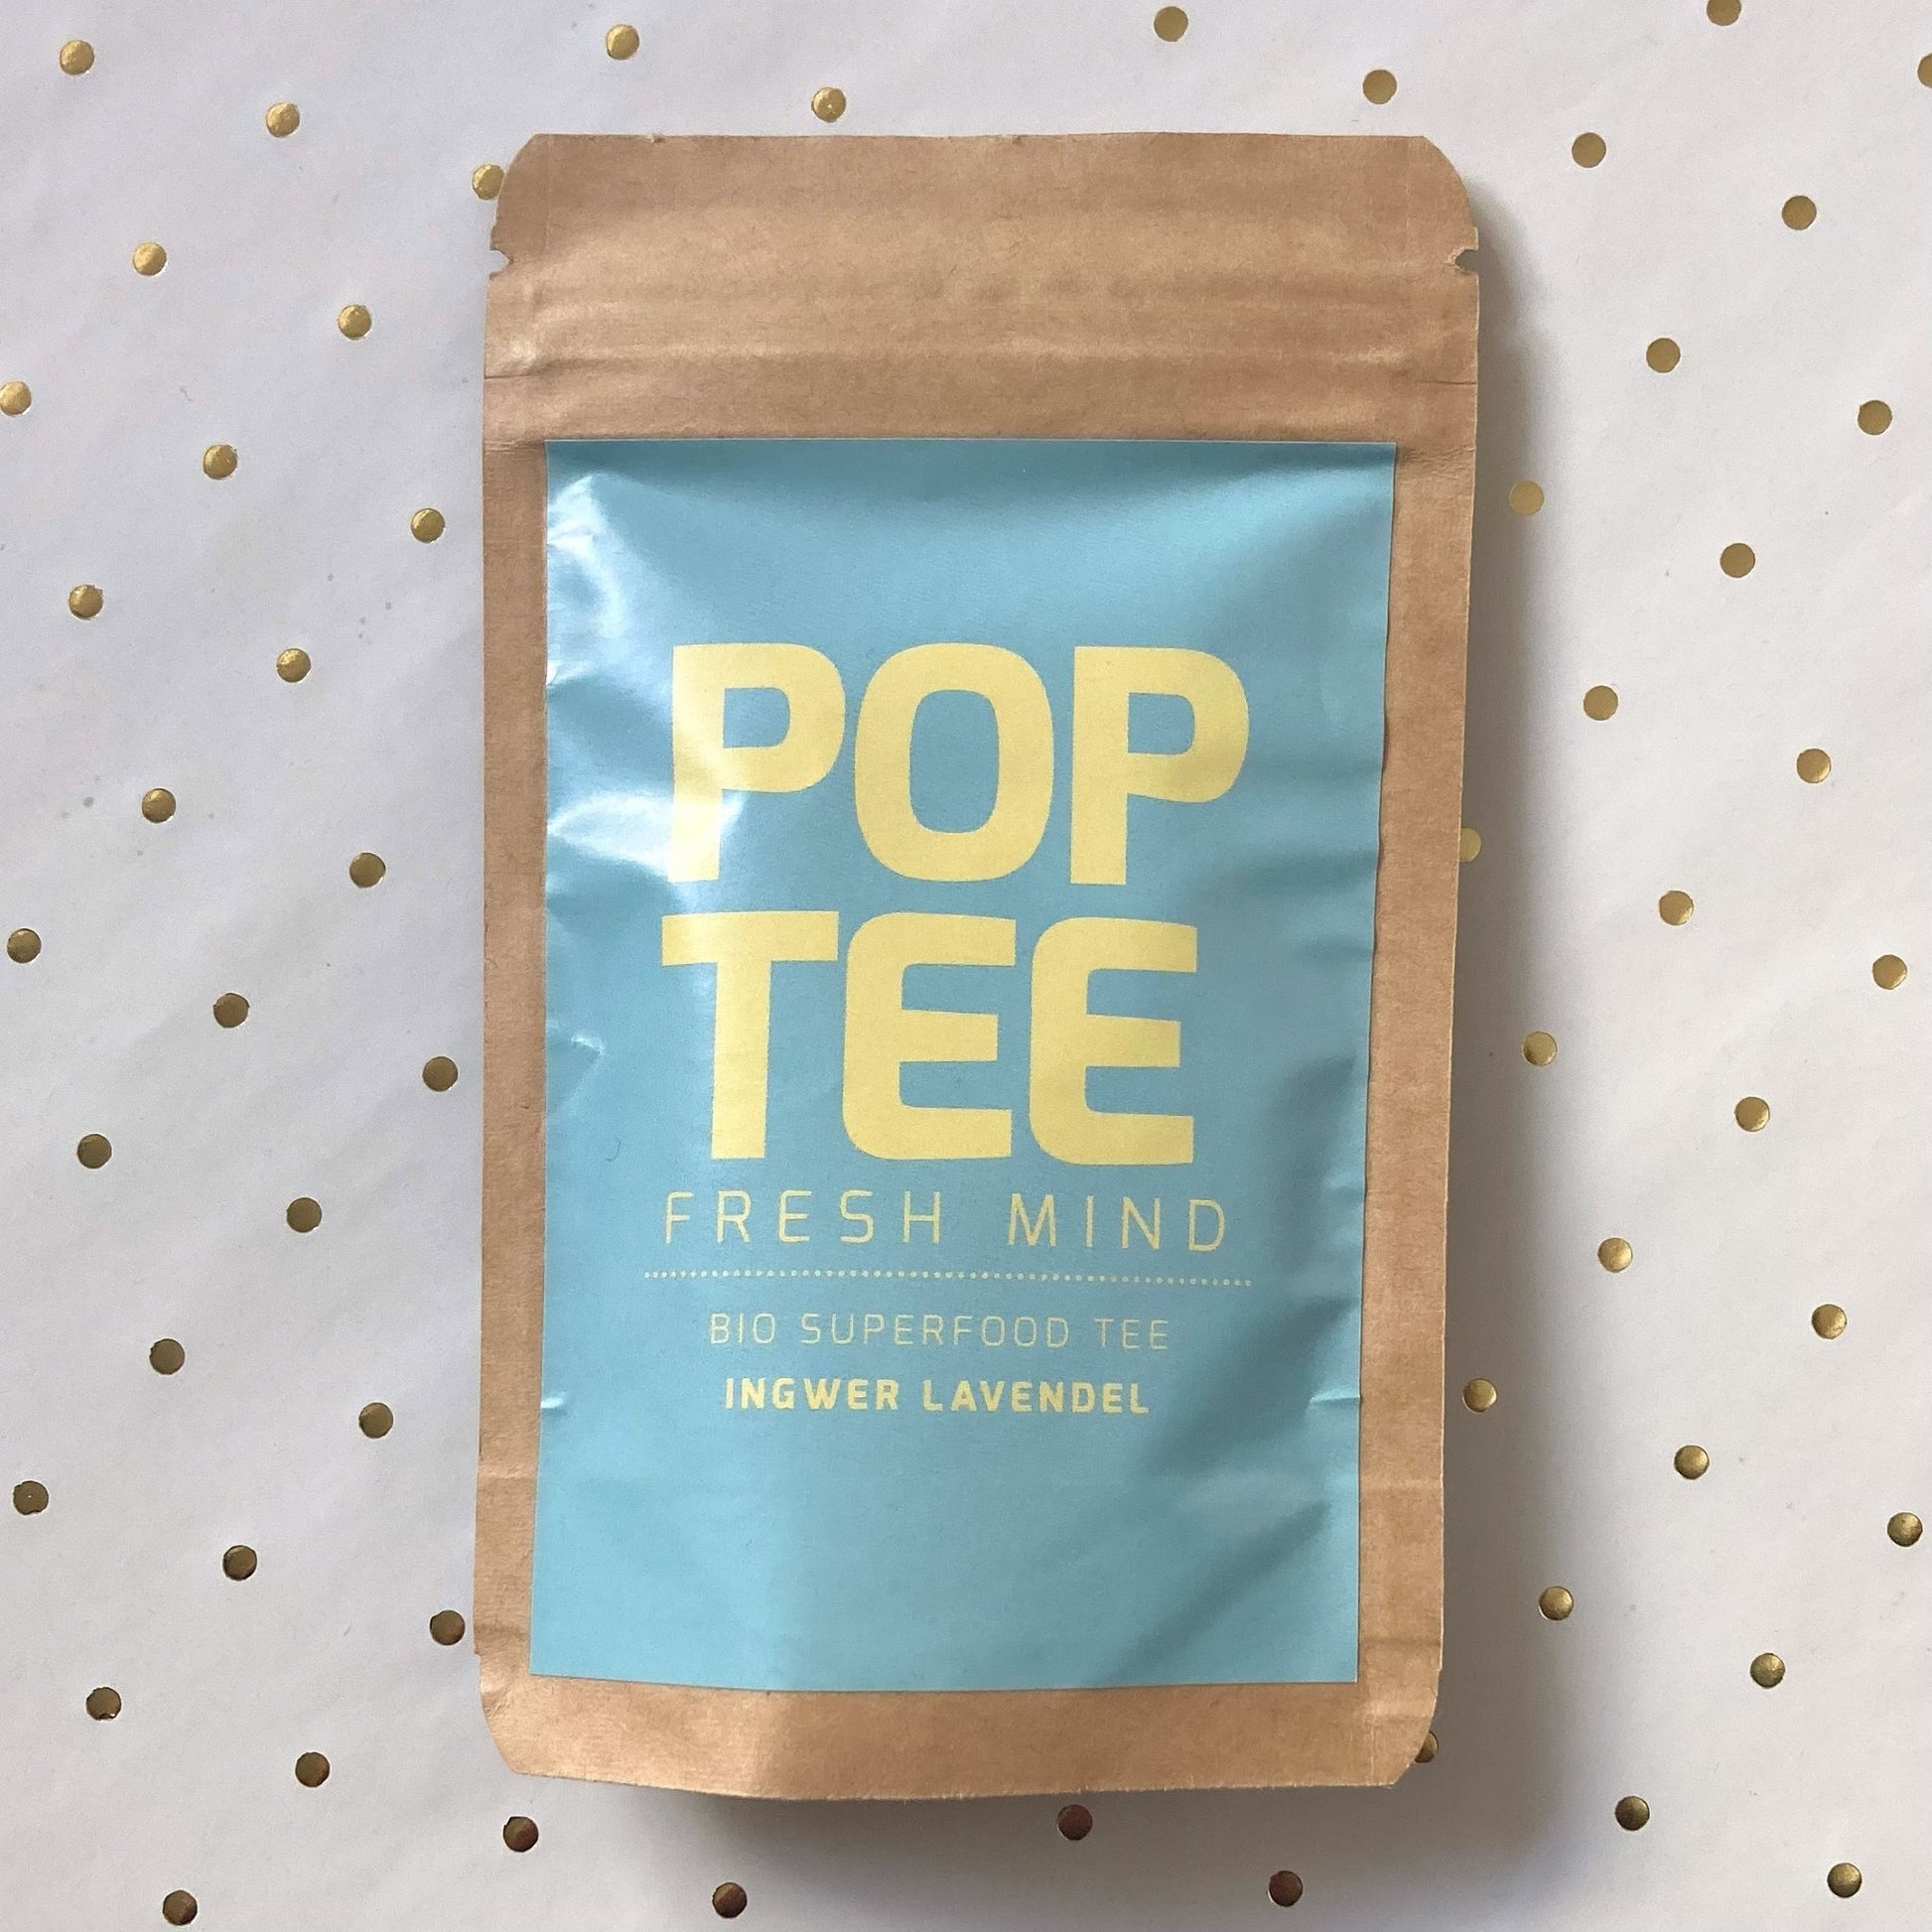 POP
TEE
FRESH MIND
BIO SUPERFOOD TEE
INGWER LAVENDEL